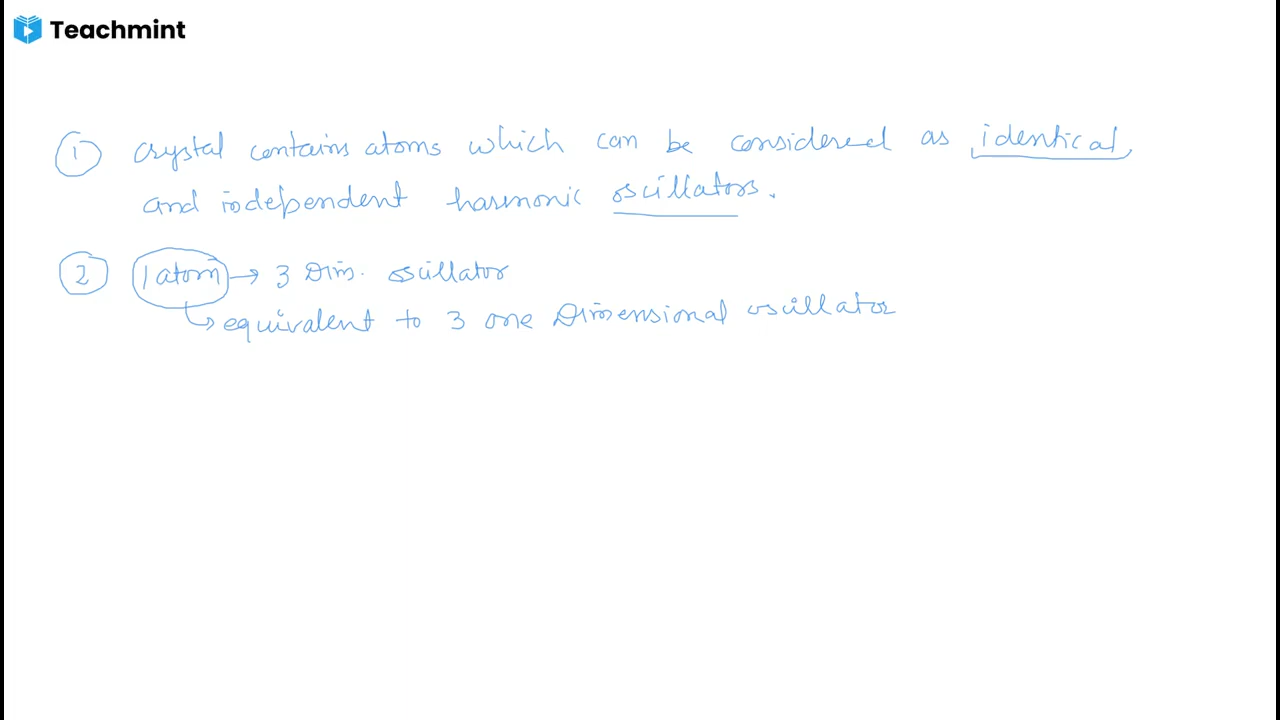 Teachmint
① crystal contains atoms which can be considered as identical,
and independent harmonic oscillators.
② 1 atom → 3 Dim. oscillator
↳ equivalent to 3 one Dimensional oscillator